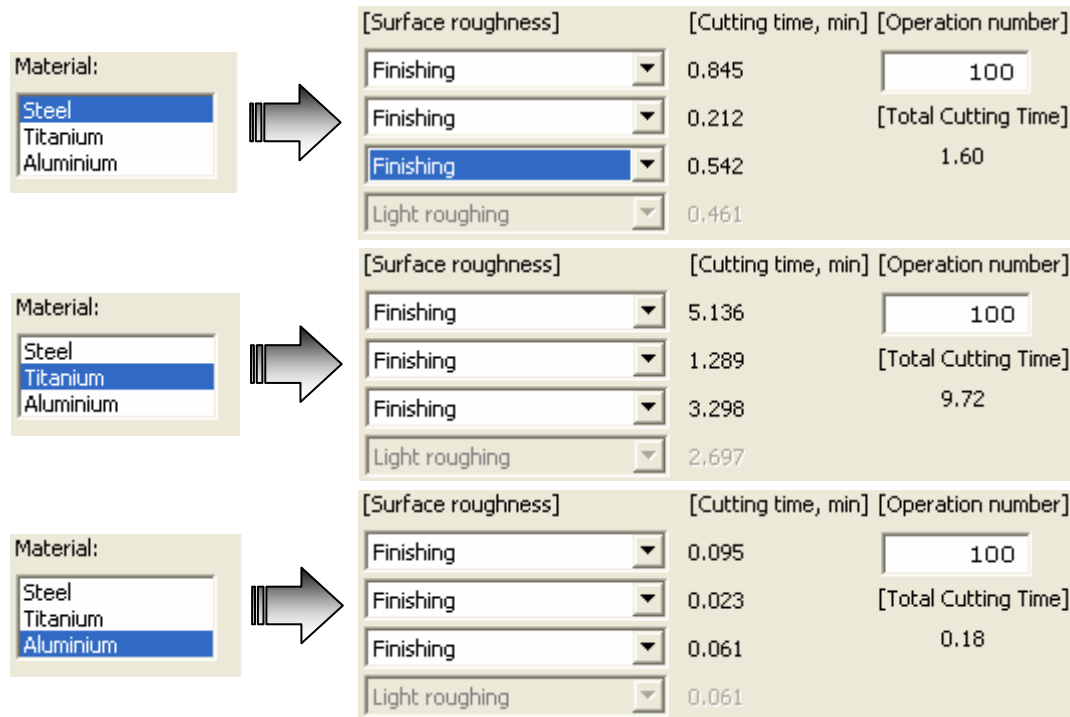 [Surface roughness] [Cutting time, min] [Operation number]
Material:
Finishing 0.845 100
Steel
Finishing 0.212 [Total Cutting Time]
Titanium
Aluminium
Finishing 0.542 1.60
Light roughing 0.461
[Surface roughness] [Cutting time, min] [Operation number]
Material:
Finishing 5.136 100
Steel
Finishing 1.289 [Total Cutting Time]
Titanium
Aluminium
Finishing 3.298 9.72
Light roughing 2.697
[Surface roughness] [Cutting time, min] [Operation number]
Material:
Finishing 0.095 100
Steel
Finishing 0.023 [Total Cutting Time]
Titanium
Aluminium
Finishing 0.061 0.18
Light roughing 0.061